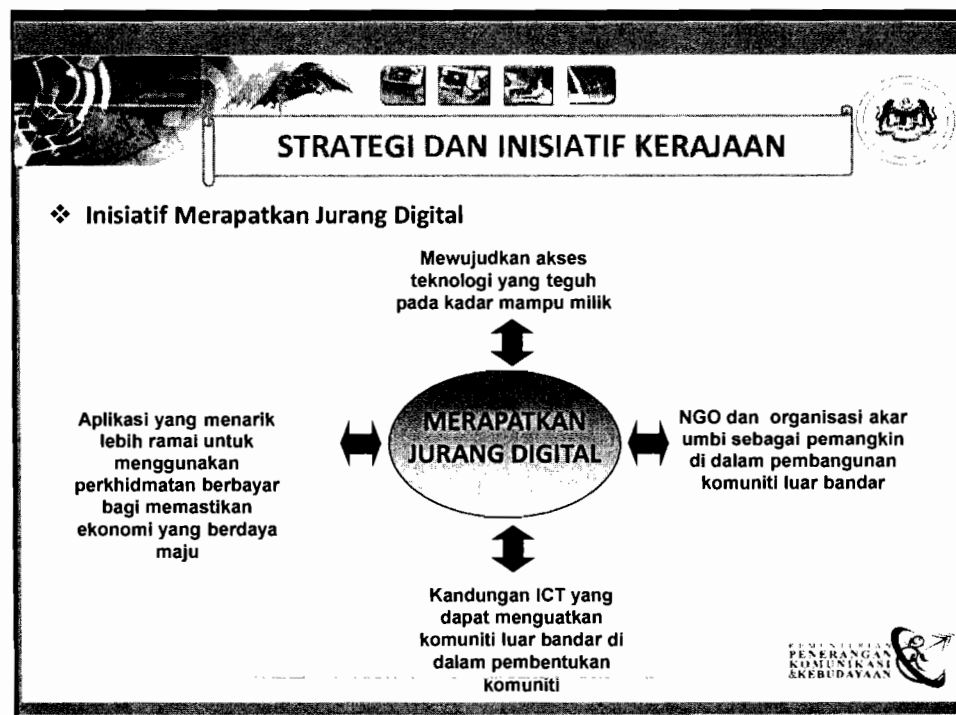 STRATEGI DAN INISIATIF KERAJAAN
❖ Inisiatif Merapatkan Jurang Digital
Mewujudkan akses
teknologi yang teguh
pada kadar mampu milik
Aplikasi yang menarik
lebih ramai untuk
menggunakan
perkhidmatan berbayar
bagi memastikan
ekonomi yang berdaya
maju
MERAPATKAN
JURANG DIGITAL
NGO dan organisasi akar
umbi sebagai pemangkin
di dalam pembangunan
komuniti luar bandar
Kandungan ICT yang
dapat menguatkan
komuniti luar bandar di
dalam pembentukan
komuniti
KEMENTERIAN
PENERANGAN
KOMUNIKASI
&KEBUDAYAAN